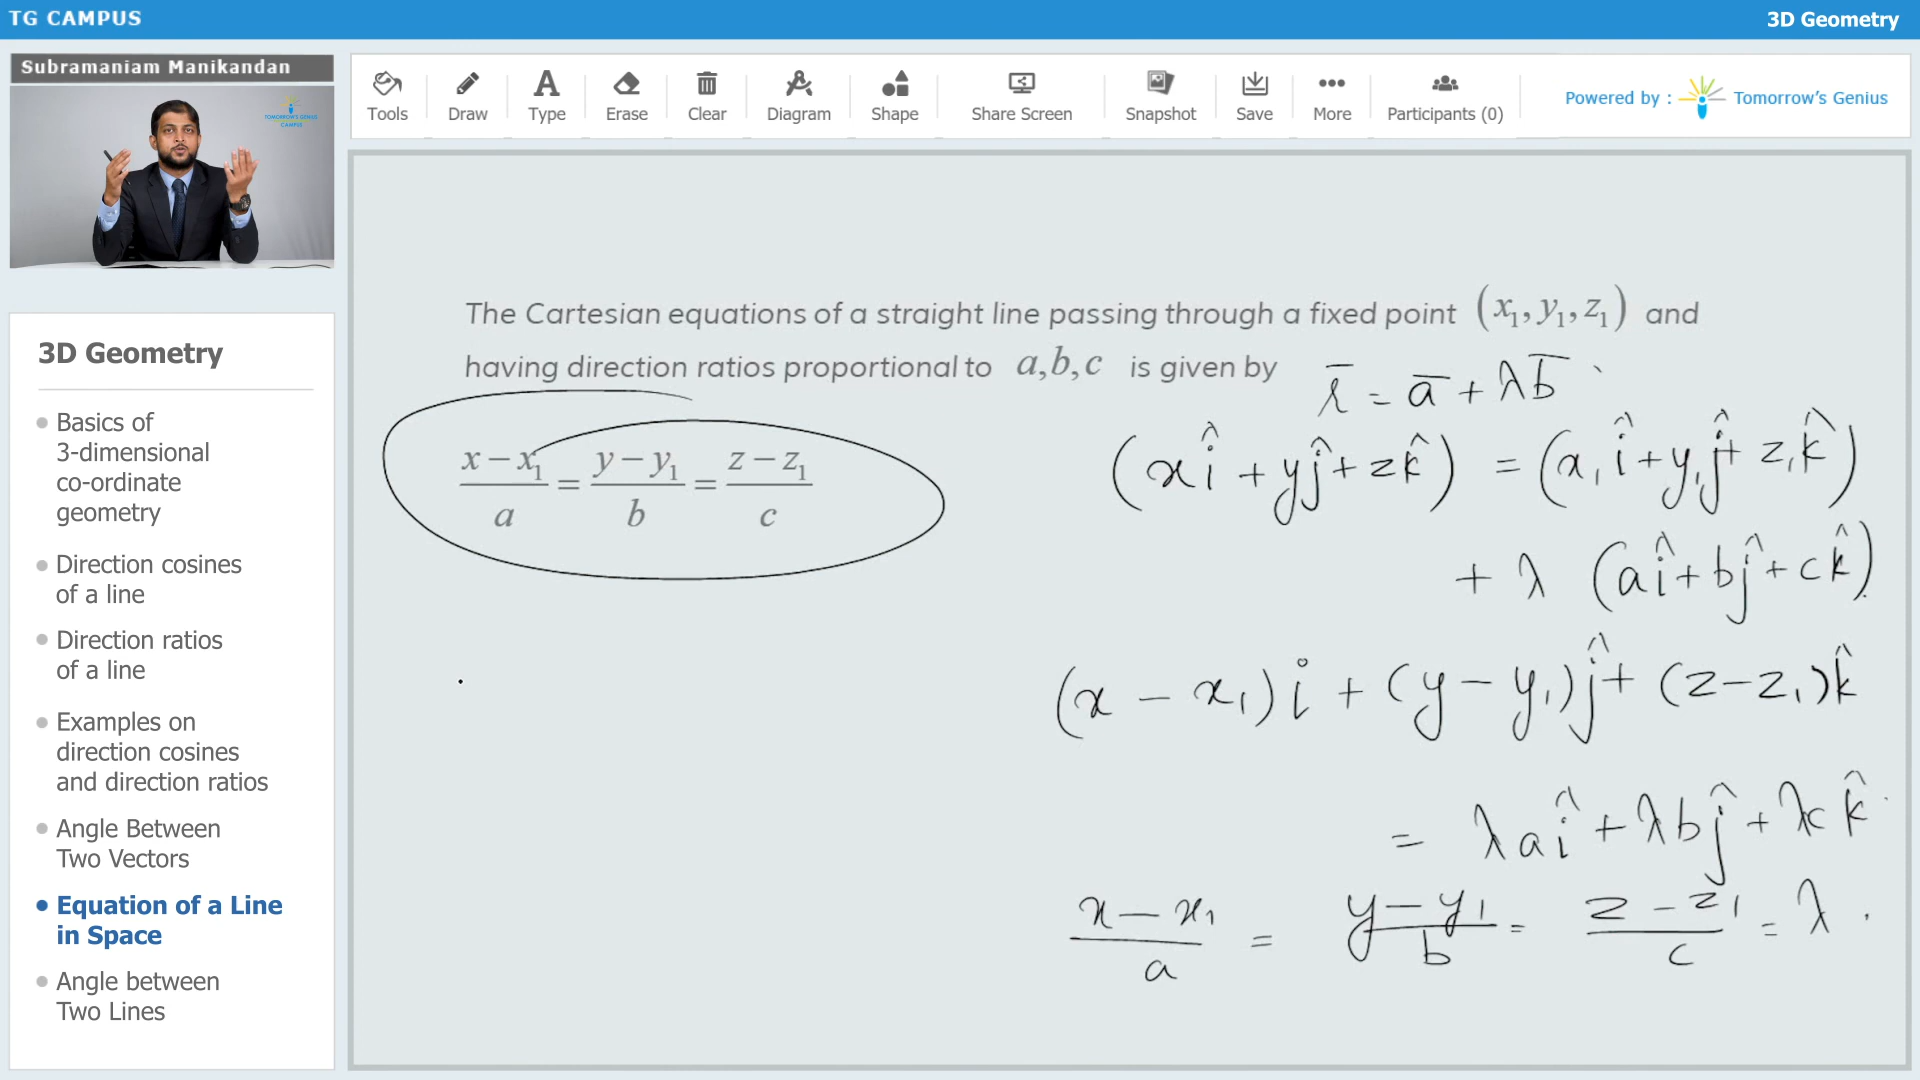 TG CAMPUS
3D Geometry
Subramaniam Manikandan
TOMORROW'S GENIUS
CAMPUS
Tools
Draw
Type
Erase
Clear
Diagram
Shape
Share Screen
Snapshot
Save
More
Participants (0)
Powered by : Tomorrow's Genius
3D Geometry
Basics of
3-dimensional
co-ordinate
geometry
Direction cosines
of a line
Direction ratios
of a line
Examples on
direction cosines
and direction ratios
Angle Between
Two Vectors
Equation of a Line
in Space
Angle between
Two Lines
The Cartesian equations of a straight line passing through a fixed point (x₁, y₁, z₁) and
having direction ratios proportional to a,b,c is given by
(x − x₁)/a = (y − y₁)/b = (z − z₁)/c
r̄ = ā + λb̄
(xî + yĵ + zk̂) = (x₁î + y₁ĵ + z₁k̂)
+ λ (aî + bĵ + ck̂)
(x − x₁)i + (y − y₁)ĵ + (z − z₁)k̂
= λaî + λbĵ + λck̂
(x − x₁)/a = (y − y₁)/b = (z − z₁)/c = λ